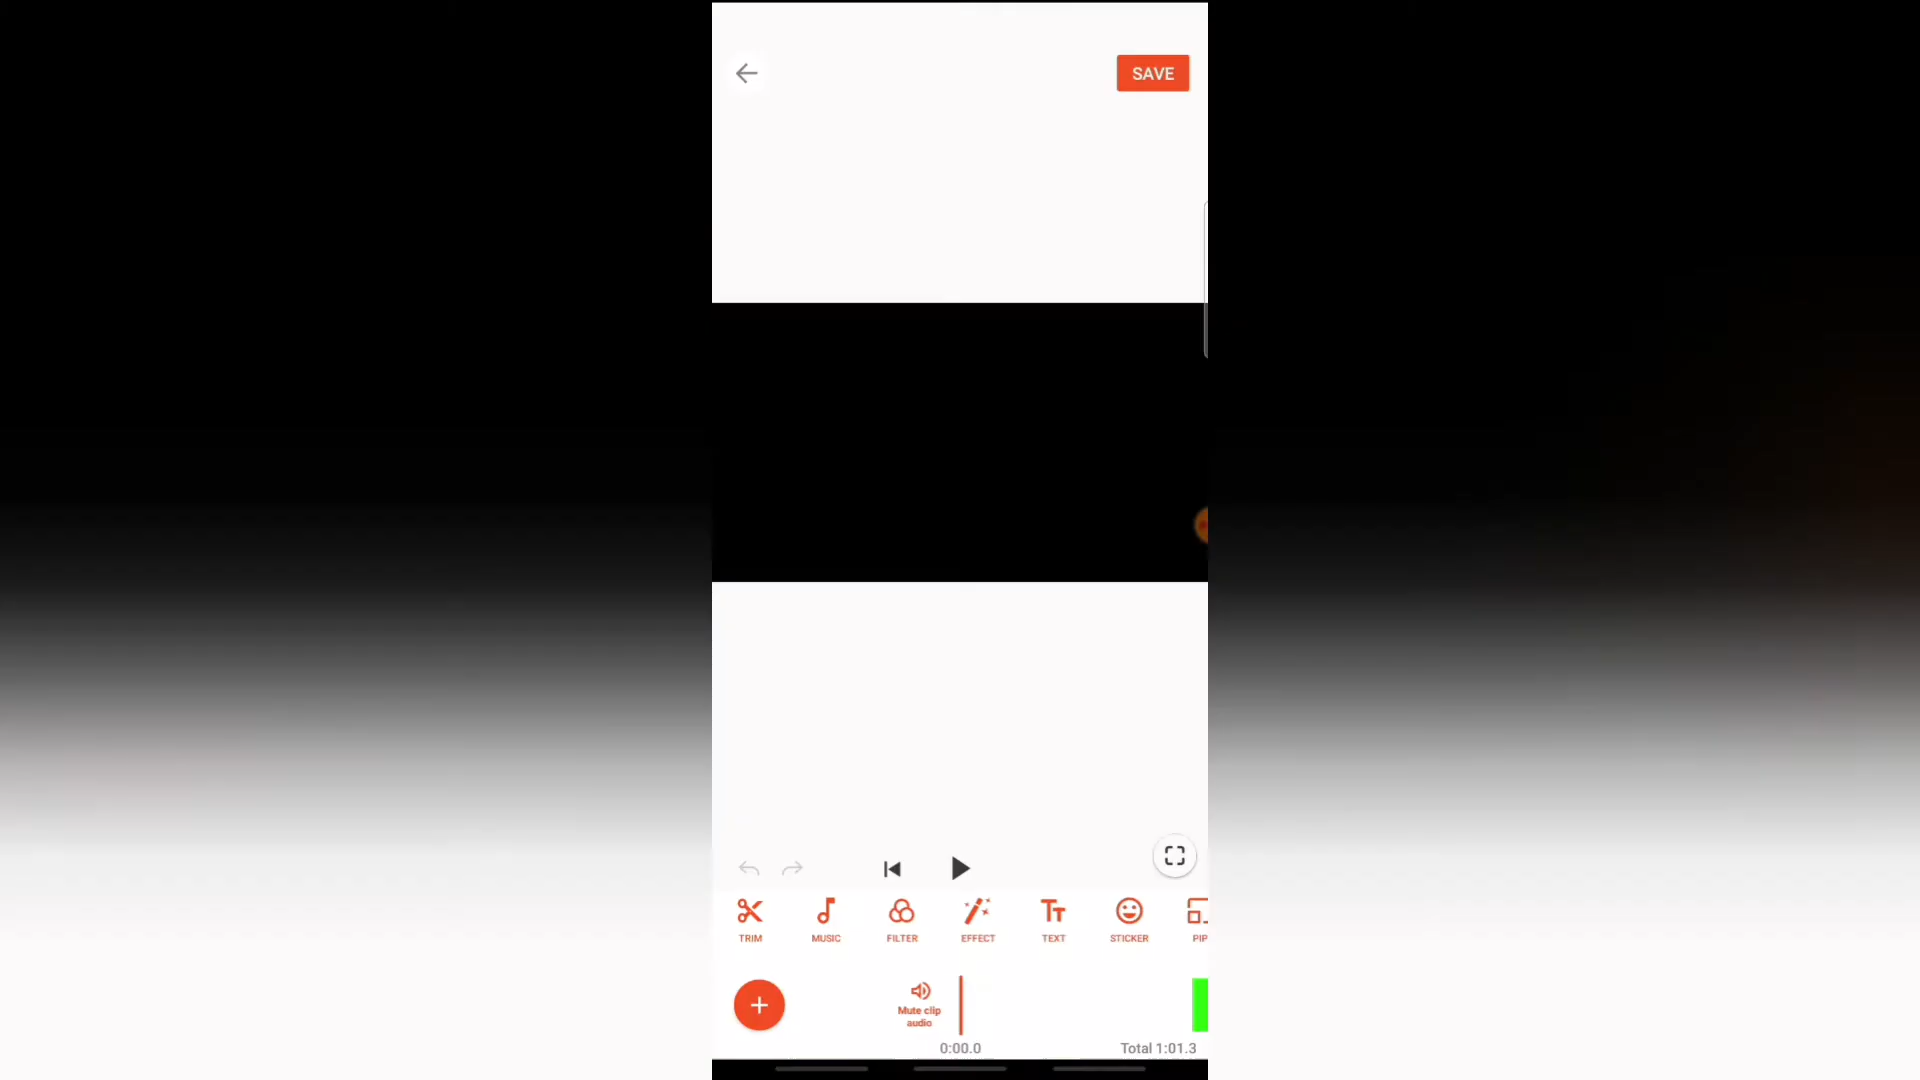 SAVE
TRIM
MUSIC
FILTER
EFFECT
TEXT
STICKER
PIP
Mute clip
audio
0:00.0
Total 1:01.3